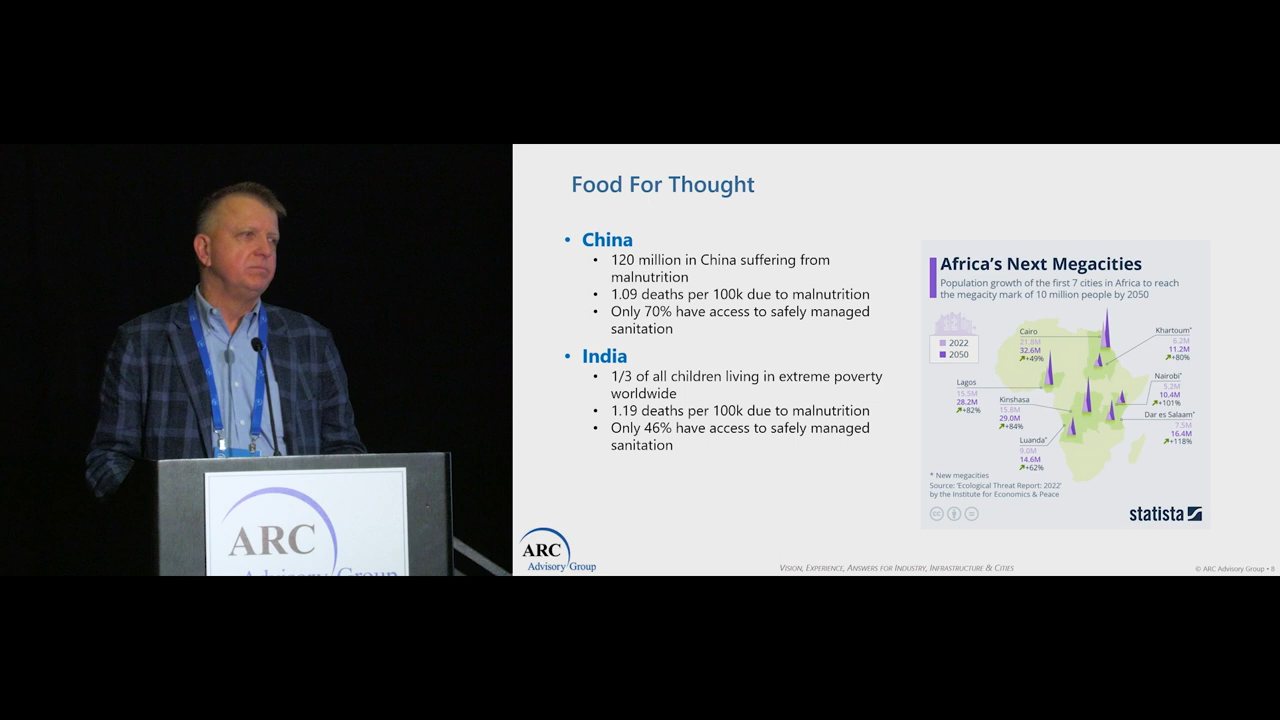 Food For Thought
• China
• 120 million in China suffering from
malnutrition
• 1.09 deaths per 100k due to malnutrition
• Only 70% have access to safely managed
sanitation
• India
• 1/3 of all children living in extreme poverty
worldwide
• 1.19 deaths per 100k due to malnutrition
• Only 46% have access to safely managed
sanitation
Africa's Next Megacities
Population growth of the first 7 cities in Africa to reach
the megacity mark of 10 million people by 2050
2022
2050
Cairo
21.8M
32.6M
+49%
Khartoum*
6.2M
11.2M
+80%
Lagos
15.5M
28.2M
+82%
Nairobi*
5.2M
10.4M
+101%
Kinshasa
15.8M
29.0M
+84%
Dar es Salaam*
7.5M
16.4M
+118%
Luanda*
9.0M
14.6M
+62%
* New megacities
Source: 'Ecological Threat Report: 2022'
by the Institute for Economics & Peace
cc
statista
ARC
Advisory Group
ARC
Advisory Group
Vision, Experience, Answers for Industry, Infrastructure & Cities
© ARC Advisory Group • 8